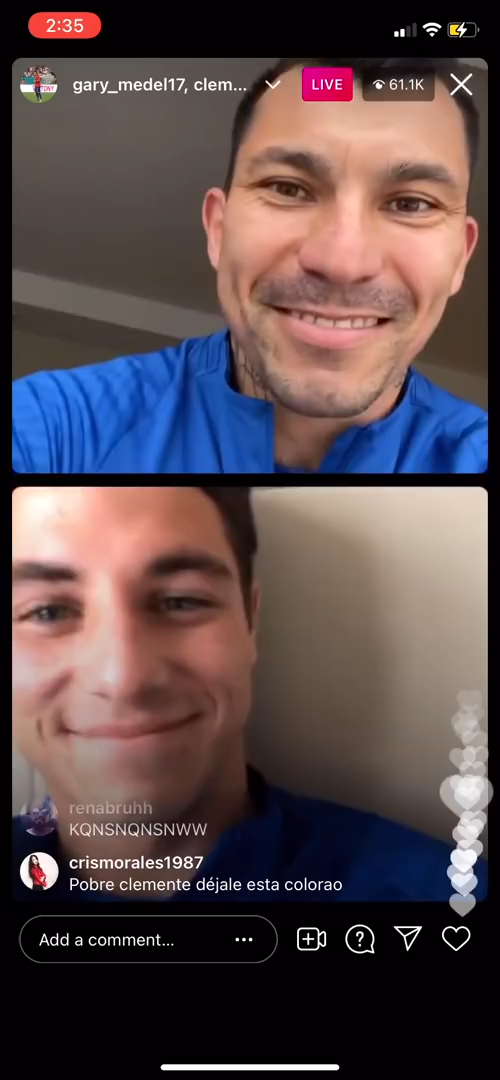 2:35
gary_medel17, clem...
LIVE
61.1K
renabruhh
KQNSNQNSNWW
crismorales1987
Pobre clemente déjale esta colorao
Add a comment...